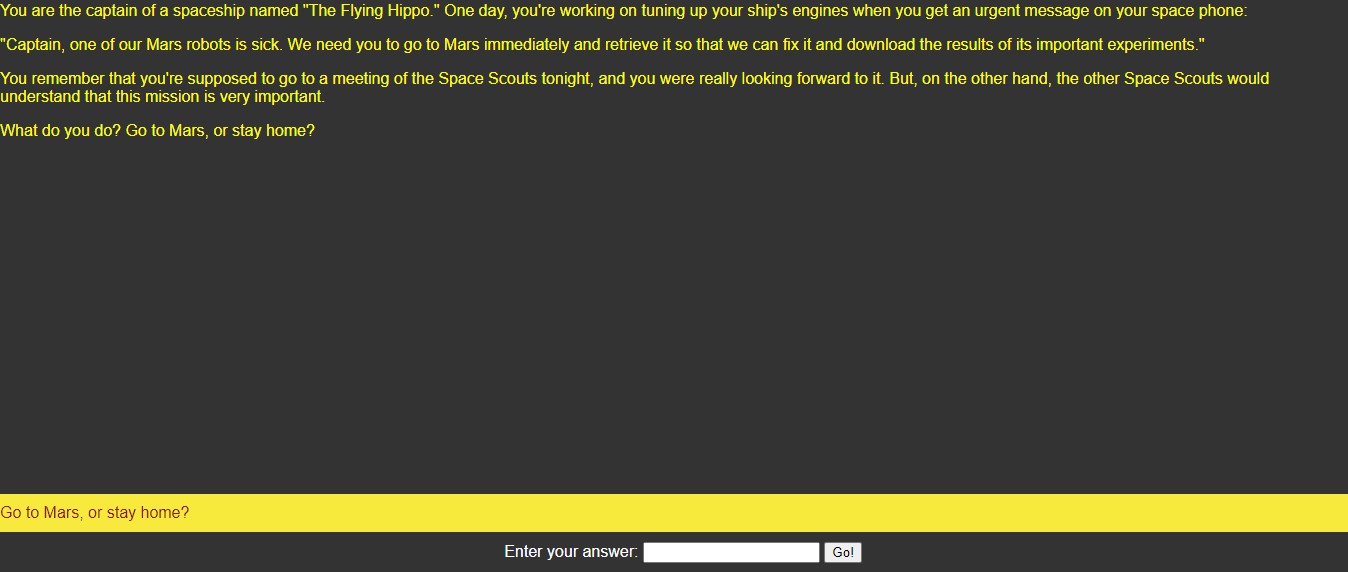 You are the captain of a spaceship named "The Flying Hippo." One day, you're working on tuning up your ship's engines when you get an urgent message on your space phone:
"Captain, one of our Mars robots is sick. We need you to go to Mars immediately and retrieve it so that we can fix it and download the results of its important experiments."
You remember that you're supposed to go to a meeting of the Space Scouts tonight, and you were really looking forward to it. But, on the other hand, the other Space Scouts would
understand that this mission is very important.
What do you do? Go to Mars, or stay home?
Go to Mars, or stay home?
Enter your answer: Go!